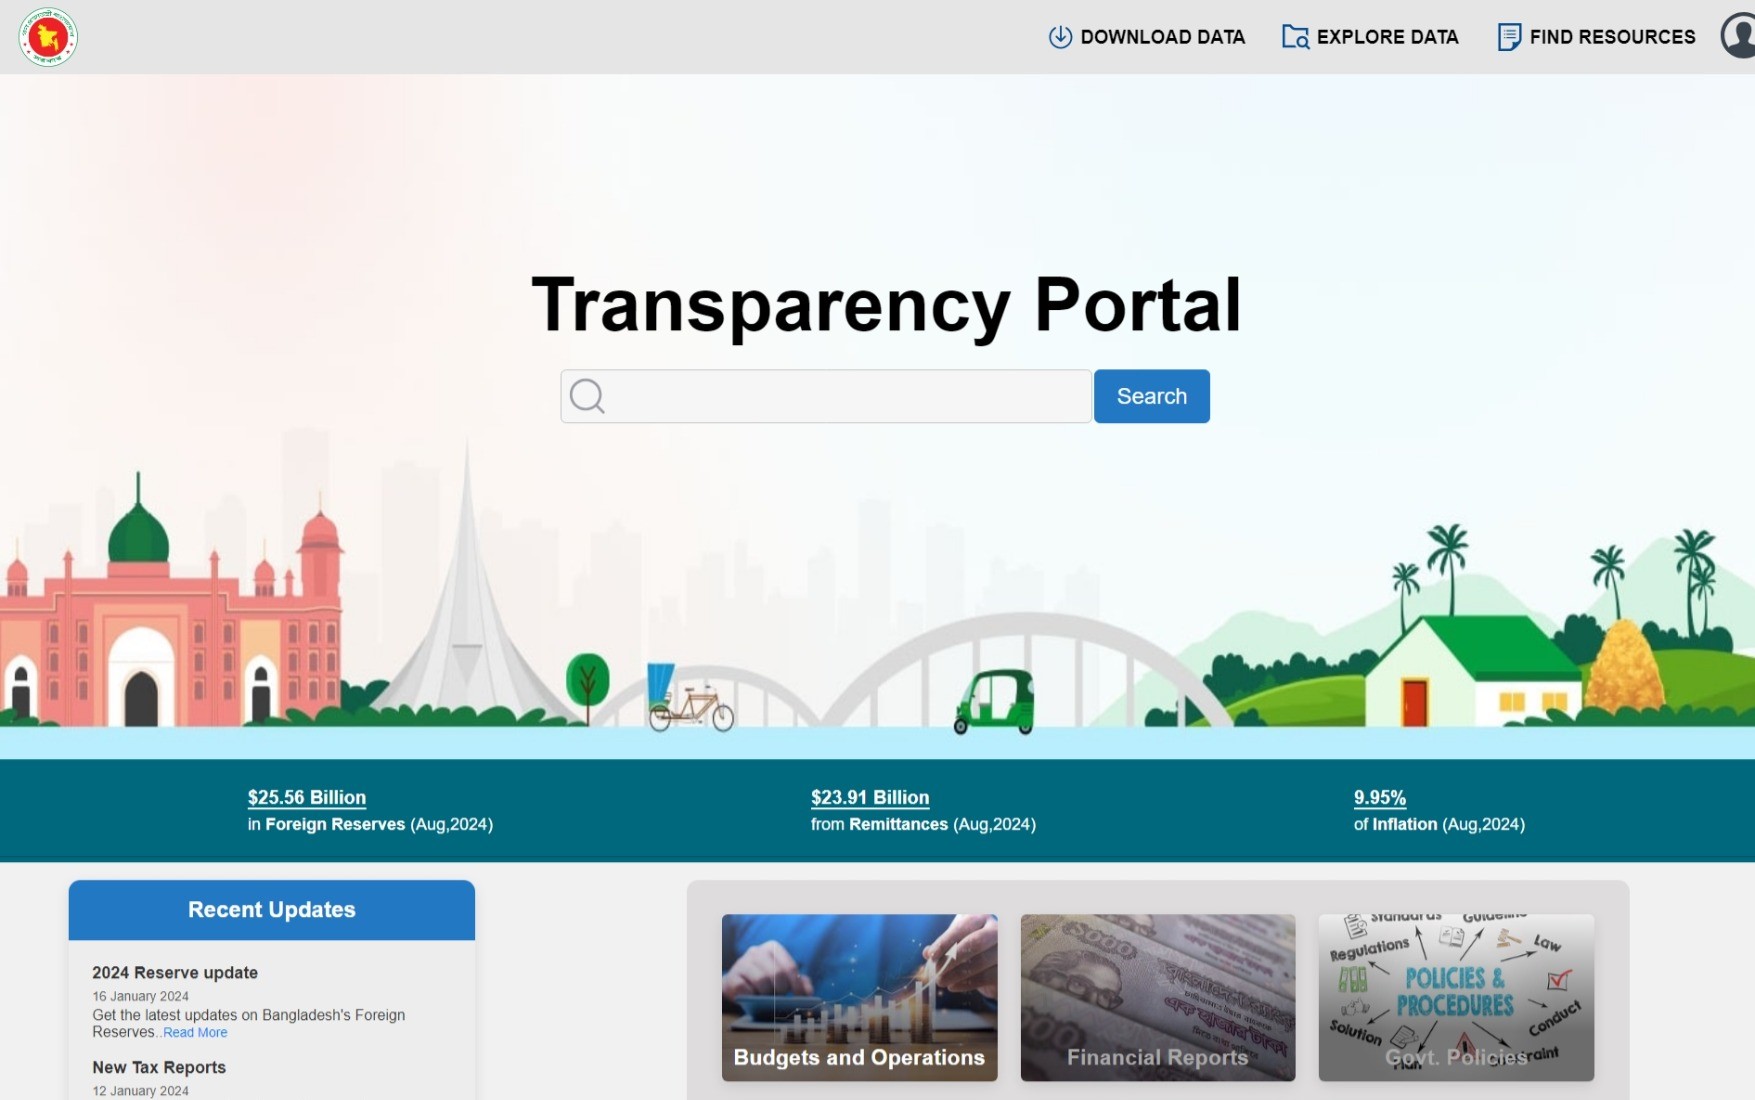 DOWNLOAD DATA
EXPLORE DATA
FIND RESOURCES
Transparency Portal
Search
$25.56 Billion
in Foreign Reserves (Aug,2024)
$23.91 Billion
from Remittances (Aug,2024)
9.95%
of Inflation (Aug,2024)
Recent Updates
2024 Reserve update
16 January 2024
Get the latest updates on Bangladesh's Foreign
Reserves..Read More
New Tax Reports
12 January 2024
Budgets and Operations
1000
বাংলাদেশ
এক হাজার টাকা
Financial Reports
Standards
Guideline
Regulations
Law
POLICIES &
PROCEDURES
Solution
Conduct
Plan
Govt. Policies